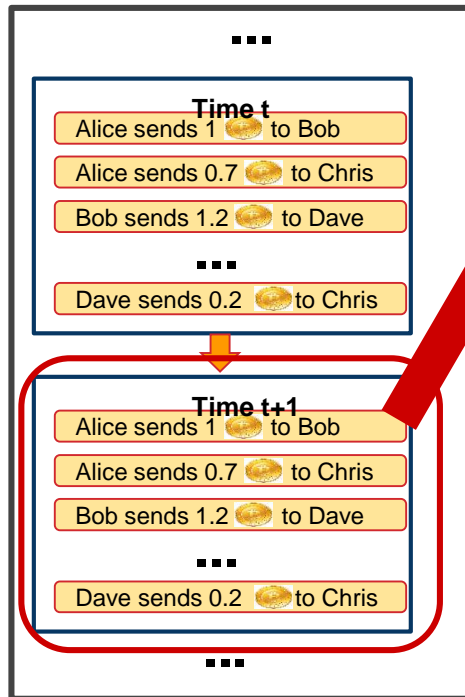 ...
Time t
Alice sends 1 to Bob
Alice sends 0.7 to Chris
Bob sends 1.2 to Dave
...
Dave sends 0.2 to Chris
Time t+1
Alice sends 1 to Bob
Alice sends 0.7 to Chris
Bob sends 1.2 to Dave
...
Dave sends 0.2 to Chris
...